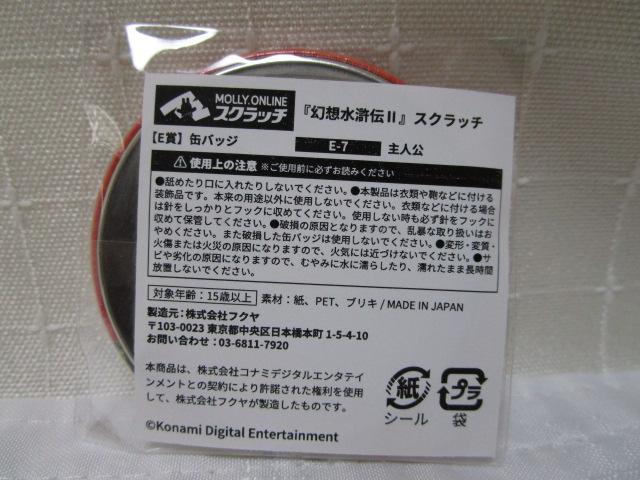 MOLLY.ONLINE
スクラッチ
『幻想水滸伝Ⅱ』スクラッチ
【E賞】缶バッジ
E-7
主人公
使用上の注意 ※ご使用前に必ずお読みください
●舐めたり口に入れたりしないでください。●本製品は衣類や鞄などに付ける
装飾品です。本来の用途以外に使用しないでください。衣類などに付ける場合
は針をしっかりとフックに収めてください。使用しない時も必ず針をフックに
収めて保管してください。●破損の原因となりますので、乱暴な取り扱いはお
やめください。また破損した缶バッジは使用しないでください。●変形・変質・
火傷または火災の原因になりますので、火気には近づけないでください。●サ
ビや劣化の原因になりますので、むやみに水に濡らしたり、濡れたまま長時間
放置しないでください。
対象年齢:15歳以上 素材:紙、PET、ブリキ/MADE IN JAPAN
製造元:株式会社フクヤ
〒103-0023 東京都中央区日本橋本町 1-5-4-10
お問い合わせ:03-6811-7920
本商品は、株式会社コナミデジタルエンタテイ
ンメントとの契約により許諾された権利を使用
して、株式会社フクヤが製造したものです。
©Konami Digital Entertainment
紙
シール
プラ
袋